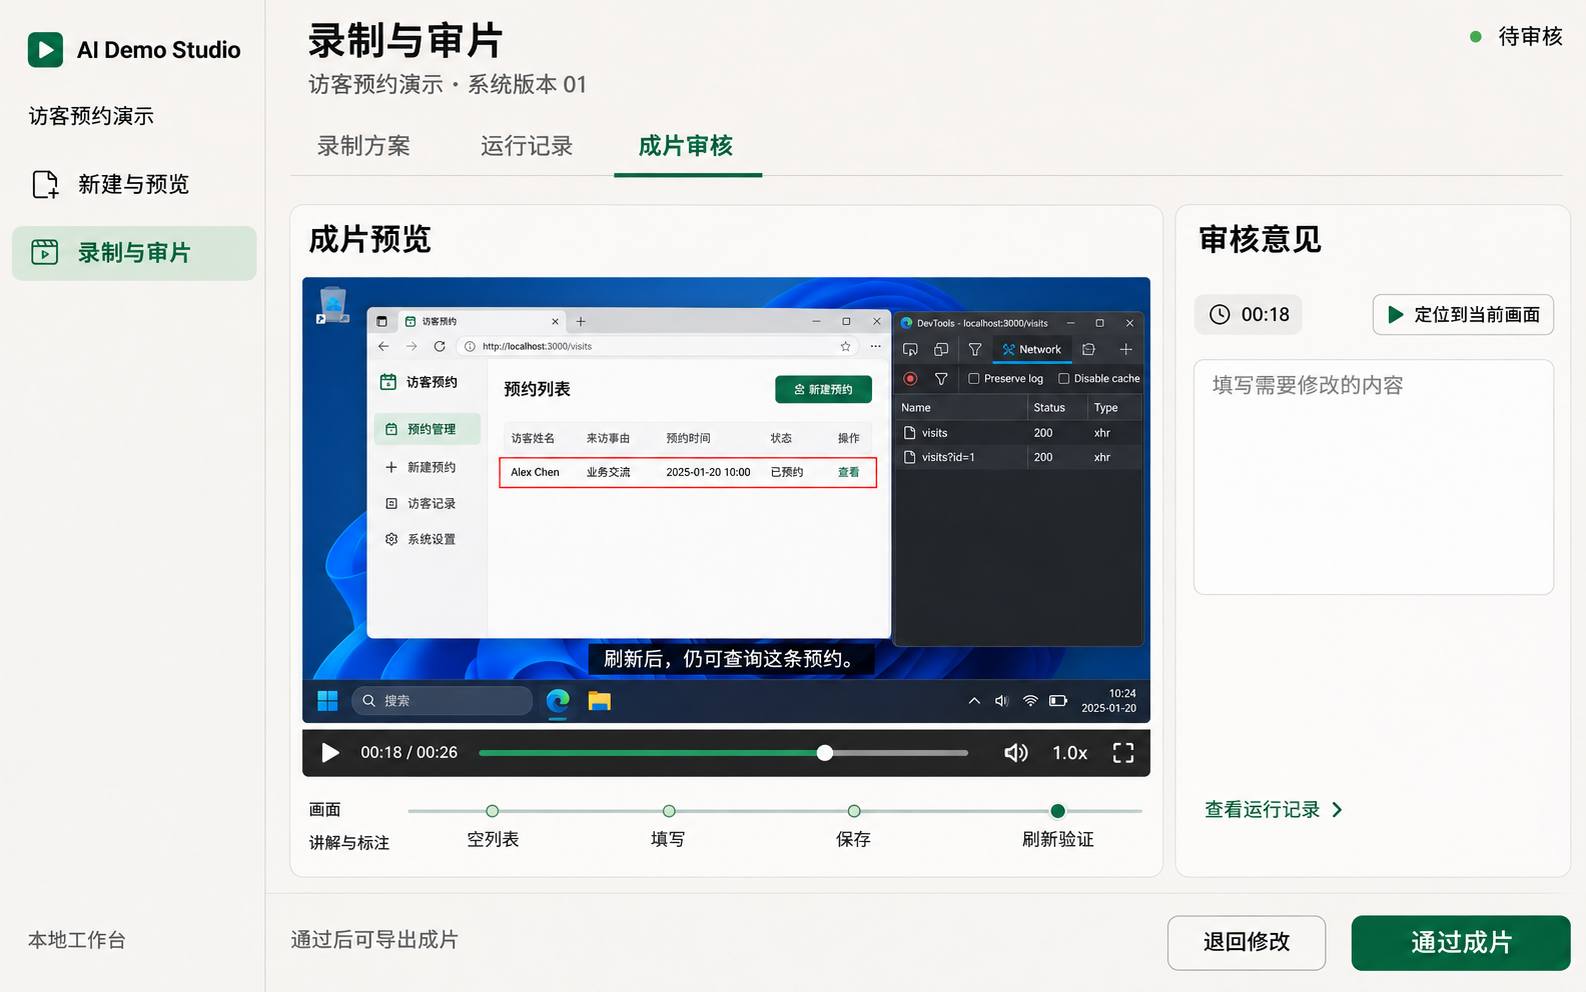 AI Demo Studio
访客预约演示
新建与预览
录制与审片
本地工作台
录制与审片
访客预约演示 · 系统版本 01
待审核
录制方案
运行记录
成片审核
成片预览
访客预约
http://localhost:3000/visits
访客预约
预约管理
新建预约
访客记录
系统设置
预约列表
新建预约
访客姓名 来访事由 预约时间 状态 操作
Alex Chen 业务交流 2025-01-20 10:00 已预约 查看
DevTools - localhost:3000/visits
Network
Preserve log Disable cache
Name Status Type
visits 200 xhr
visits?id=1 200 xhr
刷新后，仍可查询这条预约。
搜索
10:24
2025-01-20
00:18 / 00:26
1.0x
画面
讲解与标注
空列表
填写
保存
刷新验证
审核意见
00:18
定位到当前画面
填写需要修改的内容
查看运行记录
通过后可导出成片
退回修改
通过成片